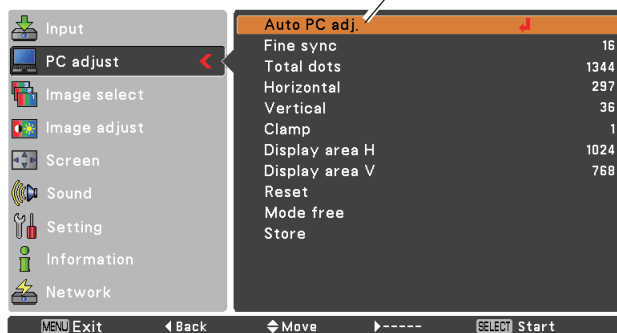 Input
PC adjust
Image select
Image adjust
Screen
Sound
Setting
Information
Network
Auto PC adj.
Fine sync 16
Total dots 1344
Horizontal 297
Vertical 36
Clamp 1
Display area H 1024
Display area V 768
Reset
Mode free
Store
MENU Exit Back Move ----- SELECT Start